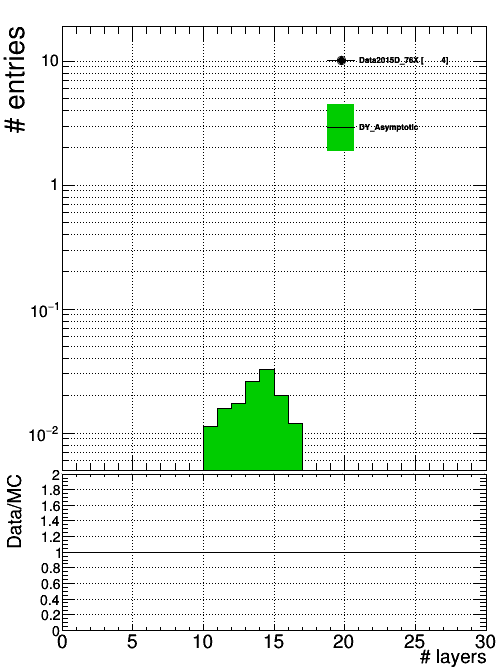 # entries
10
Data2015D_76X [ 4]
DY_Asymptotic
1
10⁻¹
10⁻²
Data/MC
2
1.8
1.6
1.4
1.2
1
0.8
0.6
0.4
0.2
0
0 5 10 15 20 25 30
# layers